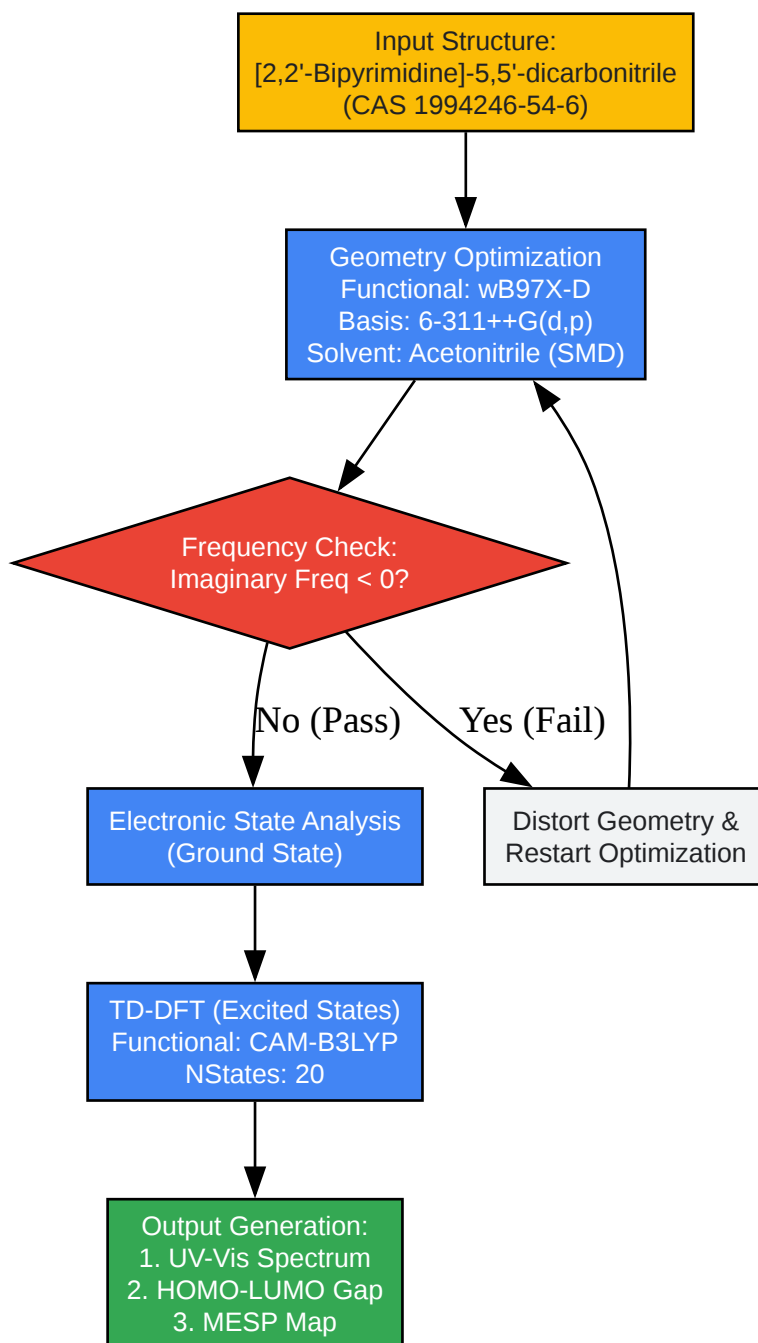 Input Structure:
[2,2'-Bipyrimidine]-5,5'-dicarbonitrile
(CAS 1994246-54-6)
Geometry Optimization
Functional: wB97X-D
Basis: 6-311++G(d,p)
Solvent: Acetonitrile (SMD)
Frequency Check:
Imaginary Freq < 0?
No (Pass)
Yes (Fail)
Electronic State Analysis
(Ground State)
Distort Geometry &
Restart Optimization
TD-DFT (Excited States)
Functional: CAM-B3LYP
NStates: 20
Output Generation:
1. UV-Vis Spectrum
2. HOMO-LUMO Gap
3. MESP Map